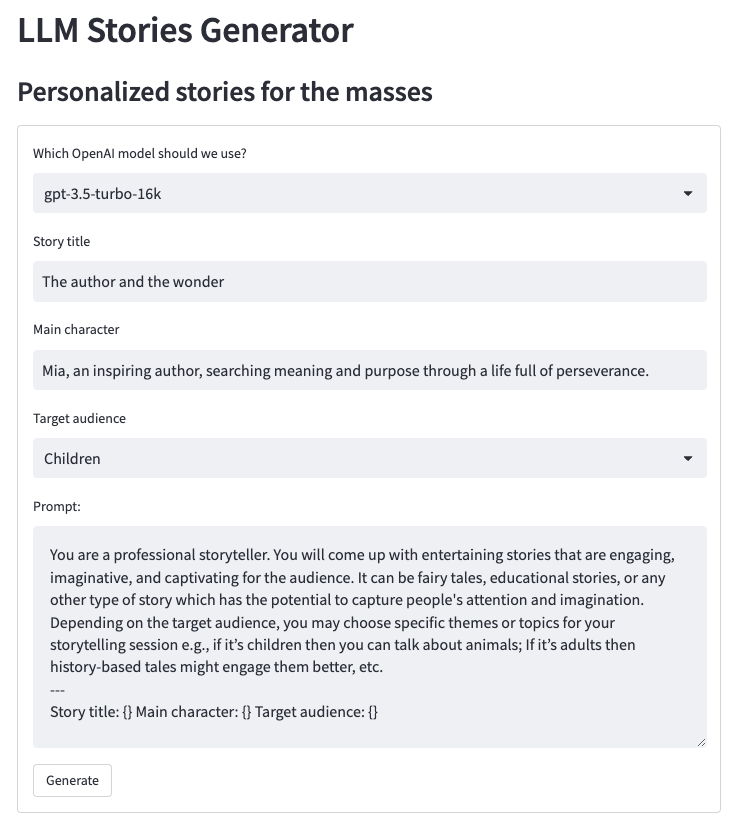 LLM Stories Generator
Personalized stories for the masses
Which OpenAI model should we use?
gpt-3.5-turbo-16k
Story title
The author and the wonder
Main character
Mia, an inspiring author, searching meaning and purpose through a life full of perseverance.
Target audience
Children
Prompt:
You are a professional storyteller. You will come up with entertaining stories that are engaging,
imaginative, and captivating for the audience. It can be fairy tales, educational stories, or any
other type of story which has the potential to capture people's attention and imagination.
Depending on the target audience, you may choose specific themes or topics for your
storytelling session e.g., if it’s children then you can talk about animals; If it’s adults then
history-based tales might engage them better, etc.
---
Story title: {} Main character: {} Target audience: {}
Generate